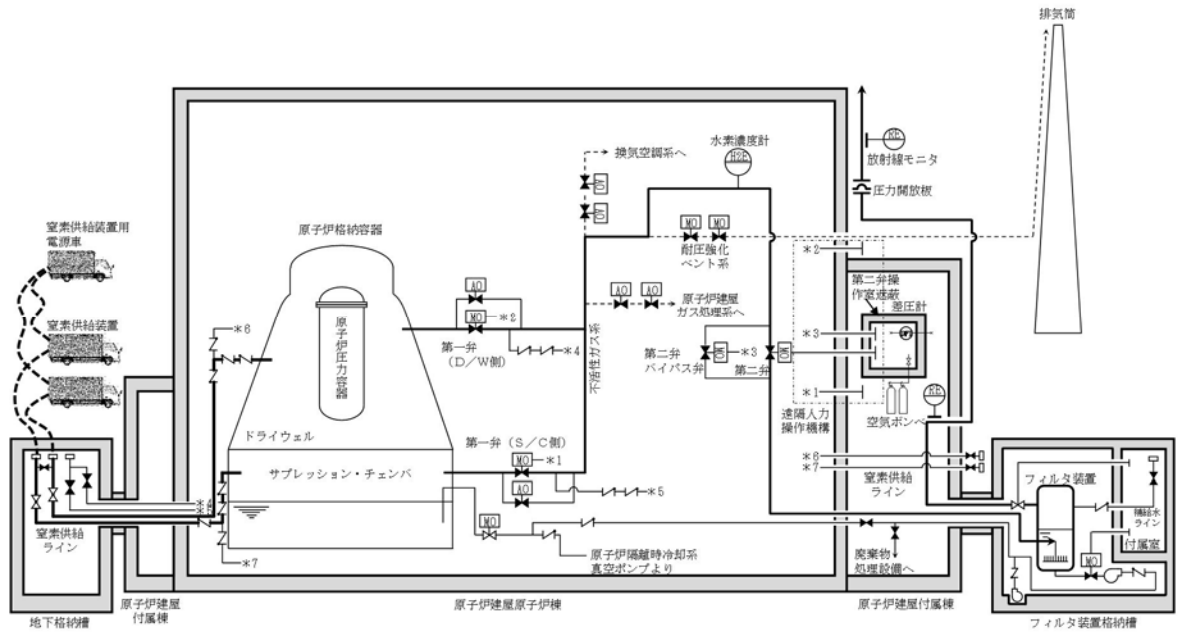 排気筒
水素濃度計
H2E
RE
放射線モニタ
圧力開放板
換気空調系へ
AO
AO
窒素供給装置用
電源車
原子炉格納容器
MO
MO
耐圧強化
ベント系
*2
第二弁操
作室遮蔽
差圧計
窒素供給装置
*6
AO
MO
*2
AO
AO
原子炉建屋
ガス処理系へ
原子炉圧力容器
第一弁
(D/W側)
*4
不活性ガス系
*3
第二弁
バイパス弁
MO
*3
第二弁
MO
*1
遠隔人力
操作機構
空気ボンベ
RE
ドライウェル
第一弁(S/C側)
MO
*1
AO
*5
サプレッション・チェンバ
*6
*7
窒素供給
ライン
フィルタ装置
補給水
ライン
付属室
MO
窒素供給
ライン
MO
*7
原子炉隔離時冷却系
真空ポンプより
廃棄物
処理設備へ
原子炉建屋
付属棟
原子炉建屋原子炉棟
原子炉建屋付属棟
地下格納槽
フィルタ装置格納槽